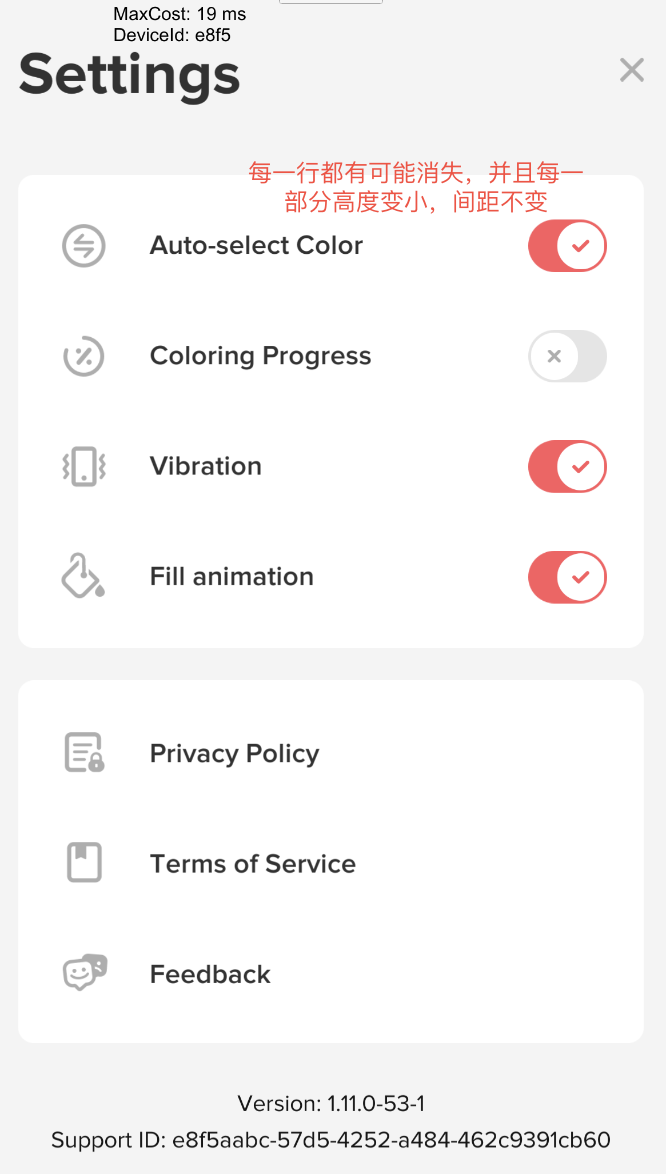 MaxCost: 19 ms
DeviceId: e8f5
Settings
每一行都有可能消失，并且每一
部分高度变小，间距不变
Auto-select Color
Coloring Progress
Vibration
Fill animation
Privacy Policy
Terms of Service
Feedback
Version: 1.11.0-53-1
Support ID: e8f5aabc-57d5-4252-a484-462c9391cb60